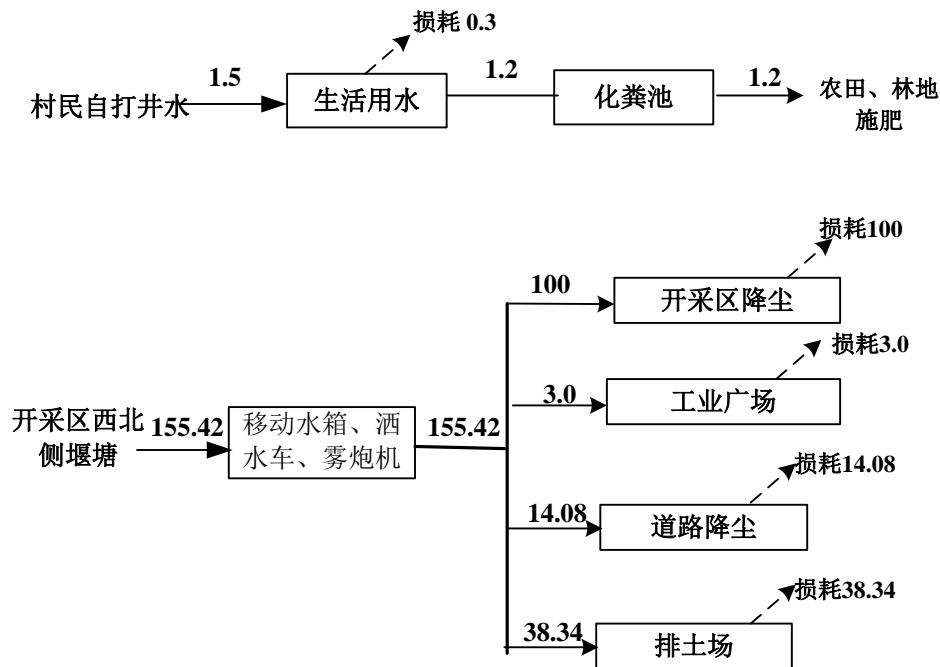 损耗 0.3
1.5
1.2
1.2
村民自打井水
生活用水
化粪池
农田、林地
施肥
损耗100
100
开采区降尘
损耗3.0
3.0
工业广场
开采区西北
侧堰塘
155.42
移动水箱、洒
水车、雾炮机
155.42
损耗14.08
14.08
道路降尘
损耗38.34
38.34
排土场